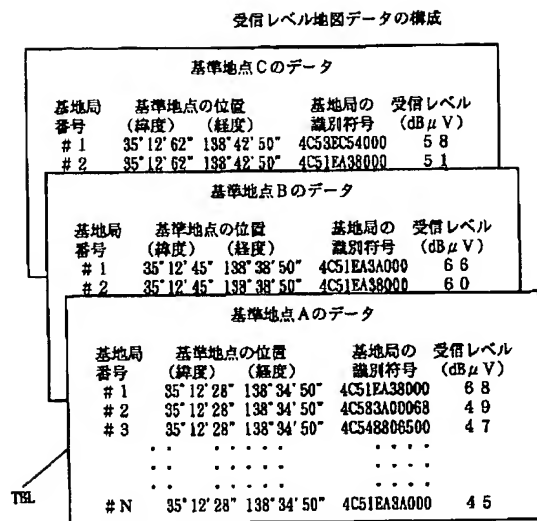 受信レベル地図データの構成
基準地点Cのデータ
基地局 基準地点の位置 基地局の 受信レベル
番号 (緯度) (経度) 識別符号 (dBμV)
#1 35°12'62" 138°42'50" 4C53EC54000 58
#2 35°12'62" 138°42'50" 4C51EA38000 51
基準地点Bのデータ
基地局 基準地点の位置 基地局の 受信レベル
番号 (緯度) (経度) 識別符号 (dBμV)
#1 35°12'45" 138°38'50" 4C51EA3A000 66
#2 35°12'45" 138°38'50" 4C51EA38000 60
基準地点Aのデータ
基地局 基準地点の位置 基地局の 受信レベル
番号 (緯度) (経度) 識別符号 (dBμV)
#1 35°12'28" 138°34'50" 4C51EA38000 68
#2 35°12'28" 138°34'50" 4C583A00068 49
#3 35°12'28" 138°34'50" 4C548806500 47
‥ ‥‥‥ ‥‥
‥ ‥‥‥ ‥‥
‥ ‥‥‥ ‥‥
#N 35°12'28" 138°34'50" 4C51EA3A000 45
TBL